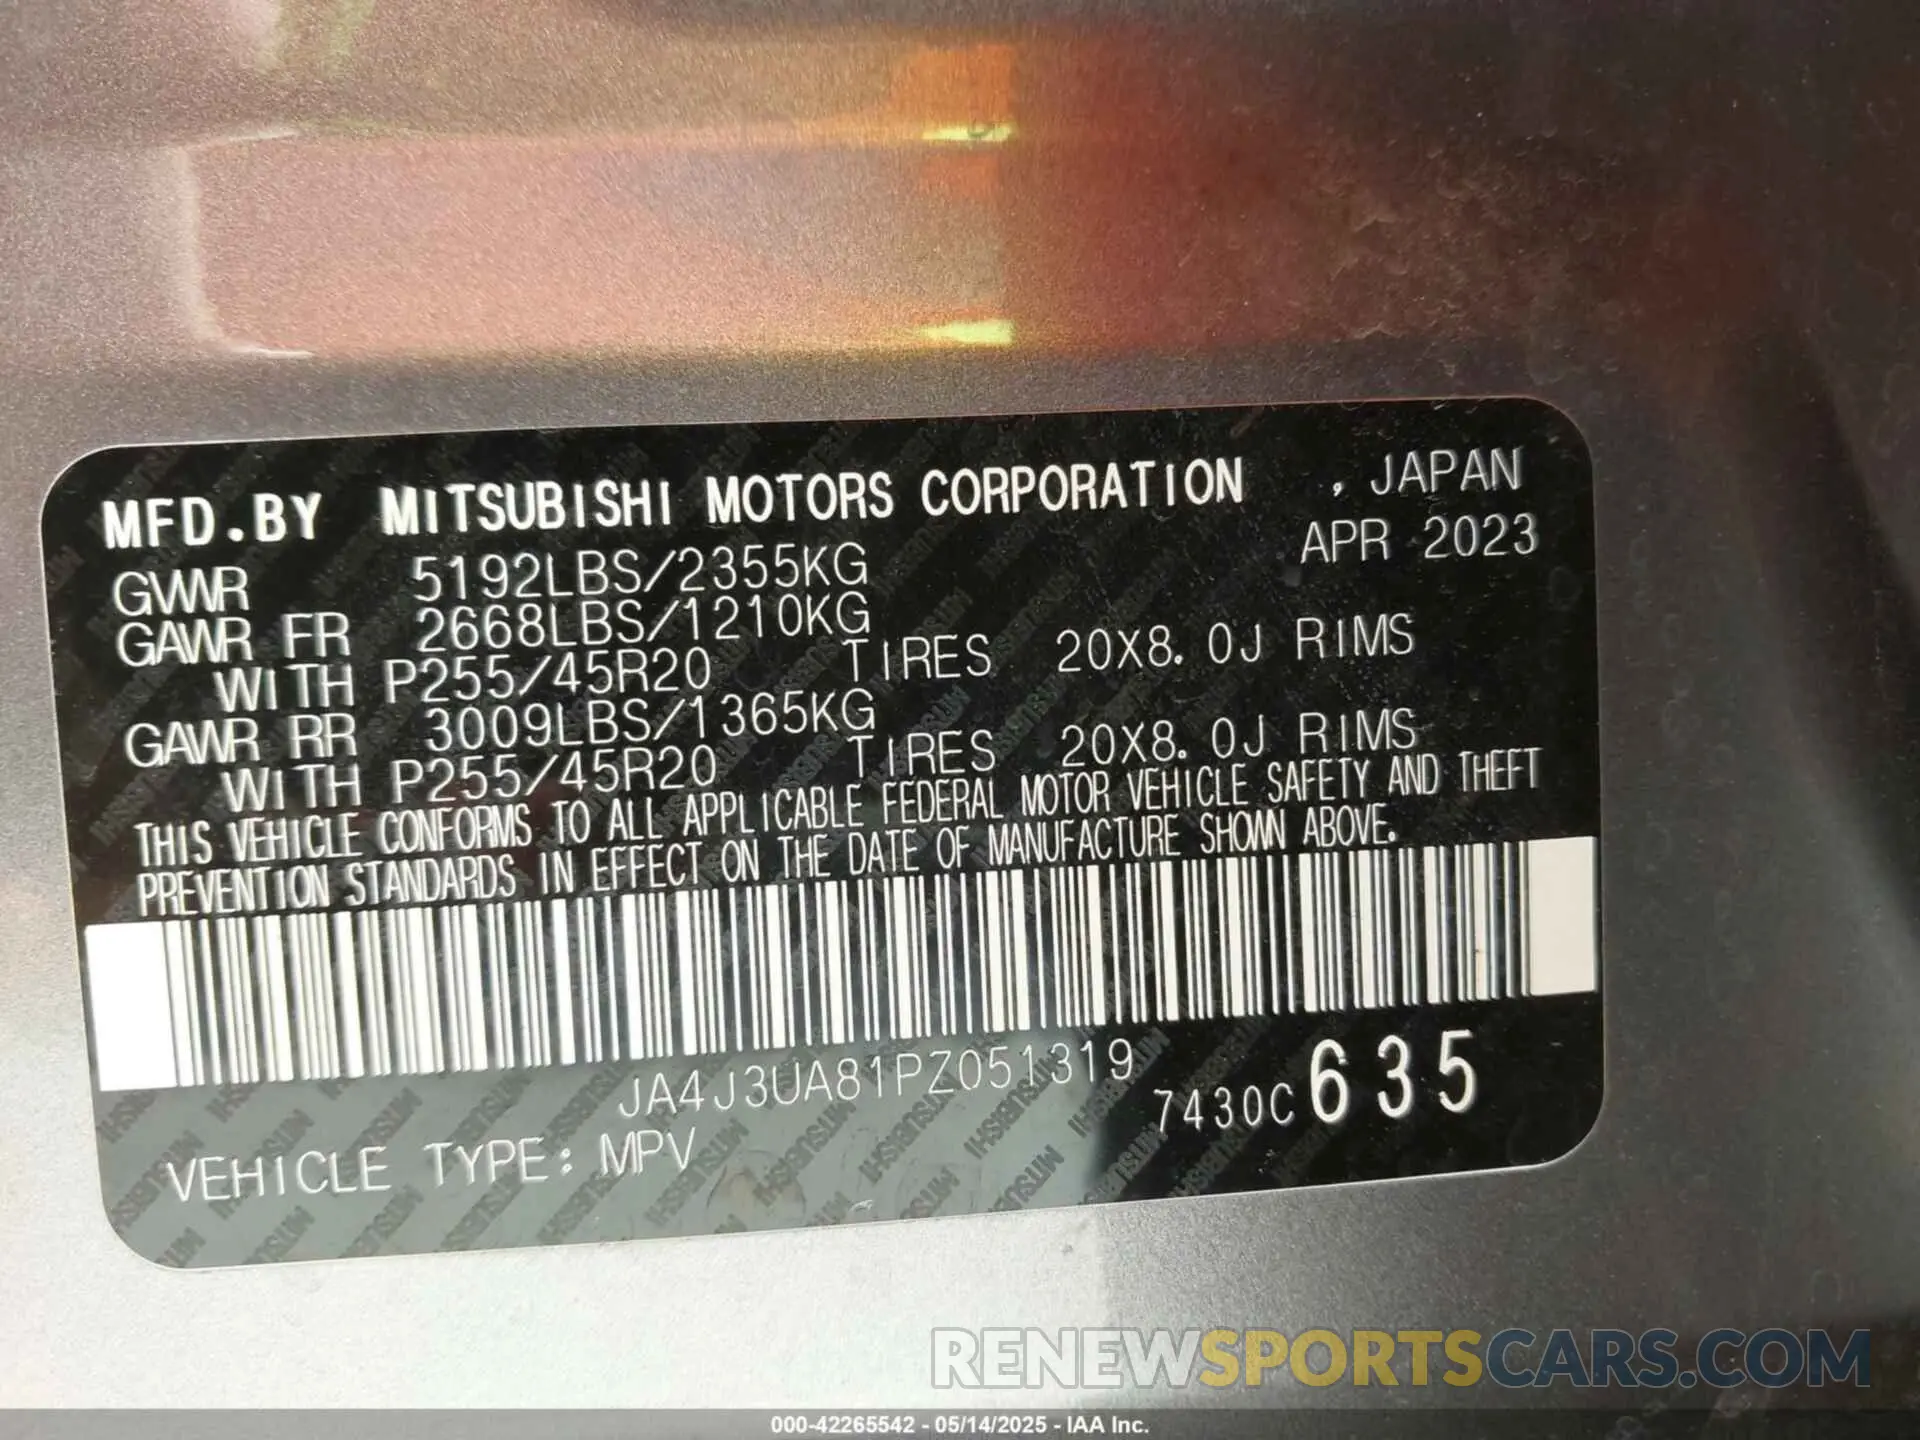 MFD.BY MITSUBISHI MOTORS CORPORATION , JAPAN
APR 2023
GVWR 5192LBS/2355KG
GAWR FR 2668LBS/1210KG
WITH P255/45R20 TIRES 20X8.0J RIMS
GAWR RR 3009LBS/1365KG
WITH P255/45R20 TIRES 20X8.0J RIMS
THIS VEHICLE CONFORMS TO ALL APPLICABLE FEDERAL MOTOR VEHICLE SAFETY AND THEFT
PREVENTION STANDARDS IN EFFECT ON THE DATE OF MANUFACTURE SHOWN ABOVE.
JA4J3UA81PZ051319
7430C 635
VEHICLE TYPE: MPV
RENEWSPORTSCARS.COM
000-42265542 - 05/14/2025 - IAA Inc.